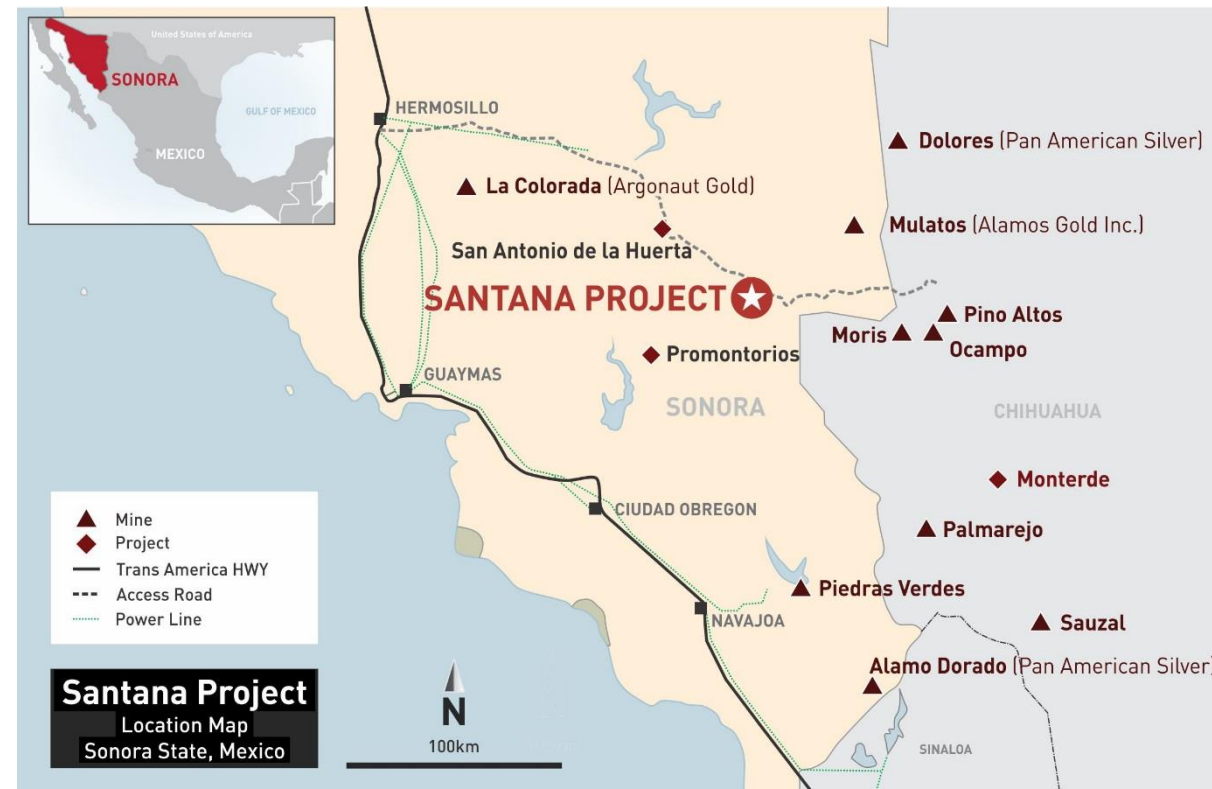 United States of America
SONORA
GULF OF MEXICO
MEXICO
HERMOSILLO
Dolores (Pan American Silver)
La Colorada (Argonaut Gold)
Mulatos (Alamos Gold Inc.)
San Antonio de la Huerta
SANTANA PROJECT
Pino Altos
Moris
Ocampo
Promontorios
GUAYMAS
SONORA
CHIHUAHUA
Monterde
CIUDAD OBREGON
Palmarejo
Mine
Project
Trans America HWY
Access Road
Power Line
Piedras Verdes
NAVAJOA
Sauzal
Alamo Dorado (Pan American Silver)
Santana Project
Location Map
Sonora State, Mexico
N
100km
SINALOA